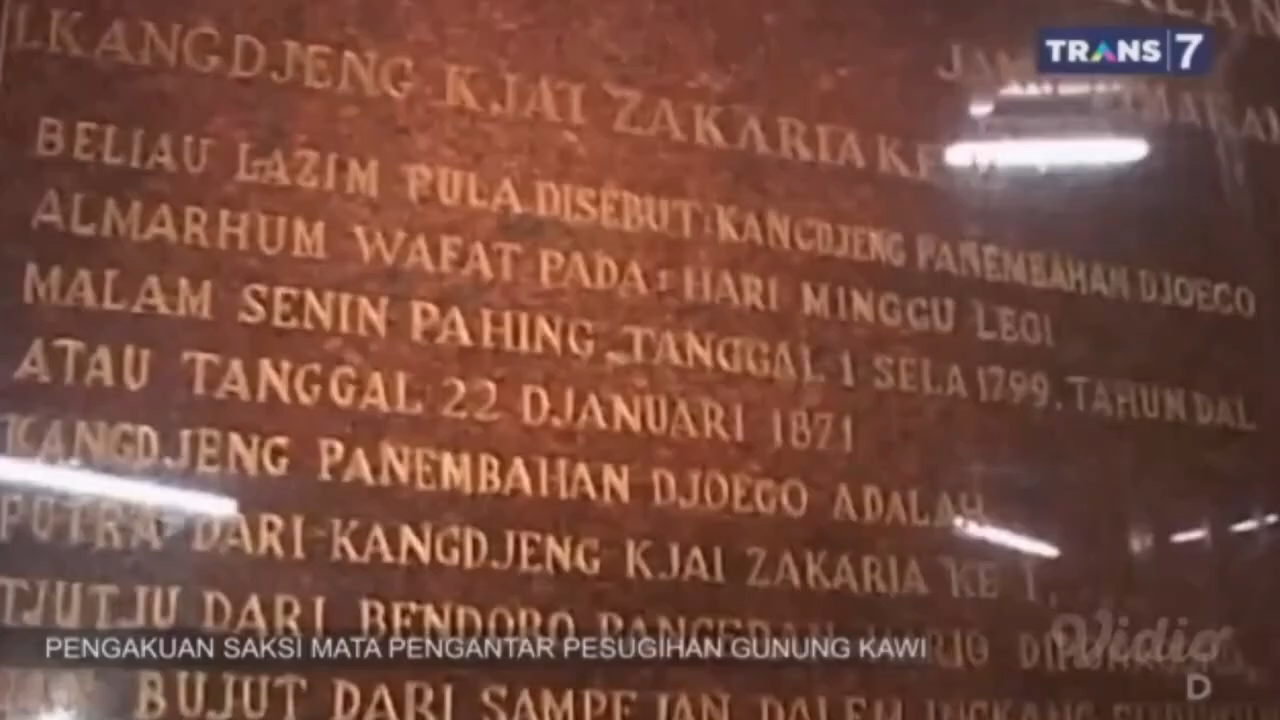 TRANS|7
LKANGDJENG KJAI ZAKARIA KE
BELIAU LAZIM PULA DISEBUT: KANGDJENG PANEMBAHAN DJOEGO
ALMARHUM WAFAT PADA: HARI MINGGU LEGI
MALAM SENIN PAHING, TANGGAL 1 SELA 1799. TAHUN DAL
ATAU TANGGAL 22 DJANUARI 1871
KANGDJENG PANEMBAHAN DJOEGO ADALAH
PUTRA DARI KANGDJENG KJAI ZAKARIA KE I,
TJUTJU DARI BENDORO PANGERAN
PENGAKUAN SAKSI MATA PENGANTAR PESUGIHAN GUNUNG KAWI
Vidio
D
BUJUT DARI SAMPEJAN DALEM INGKANG